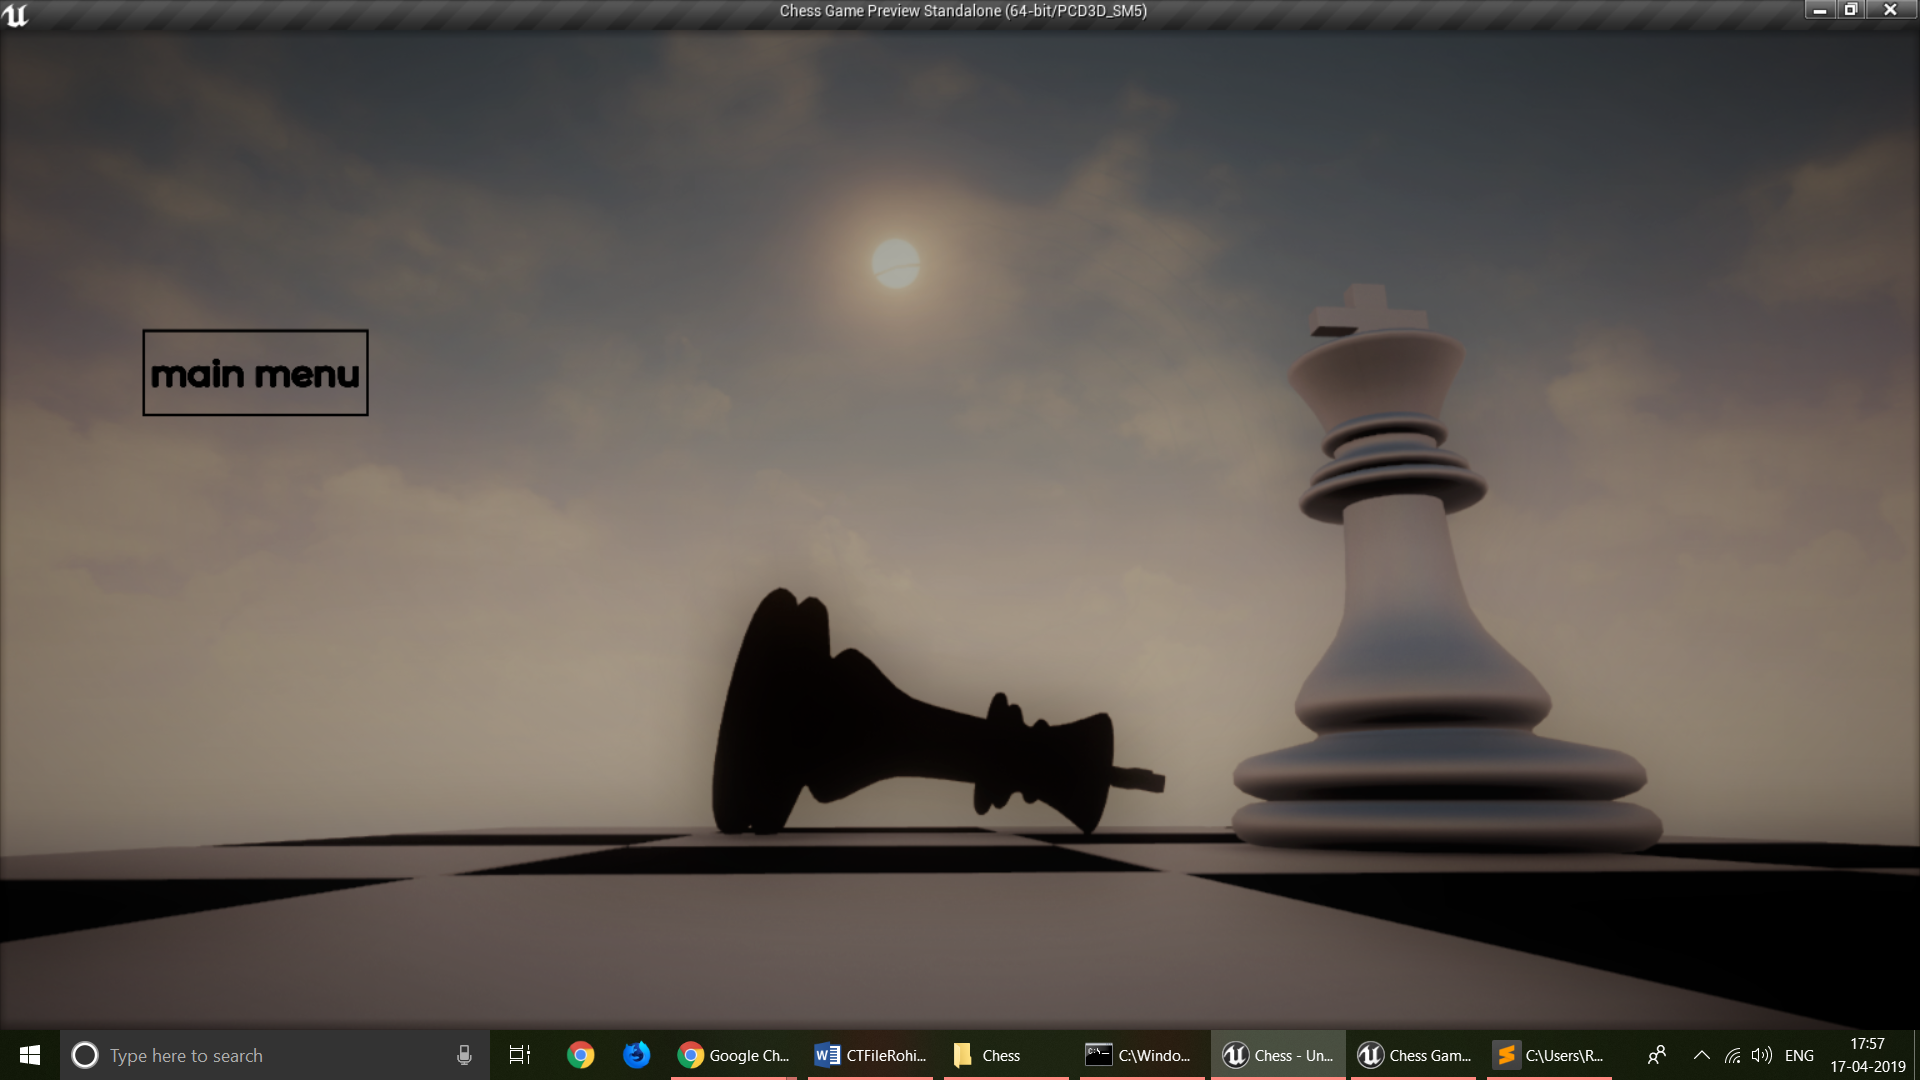 Chess Game Preview Standalone (64-bit/PCD3D_SM5)
main menu
Type here to search
Google Ch...
CTFileRohi...
Chess
C:\Windo...
Chess - Un...
Chess Gam...
C:\Users\R...
ENG
17:57
17-04-2019